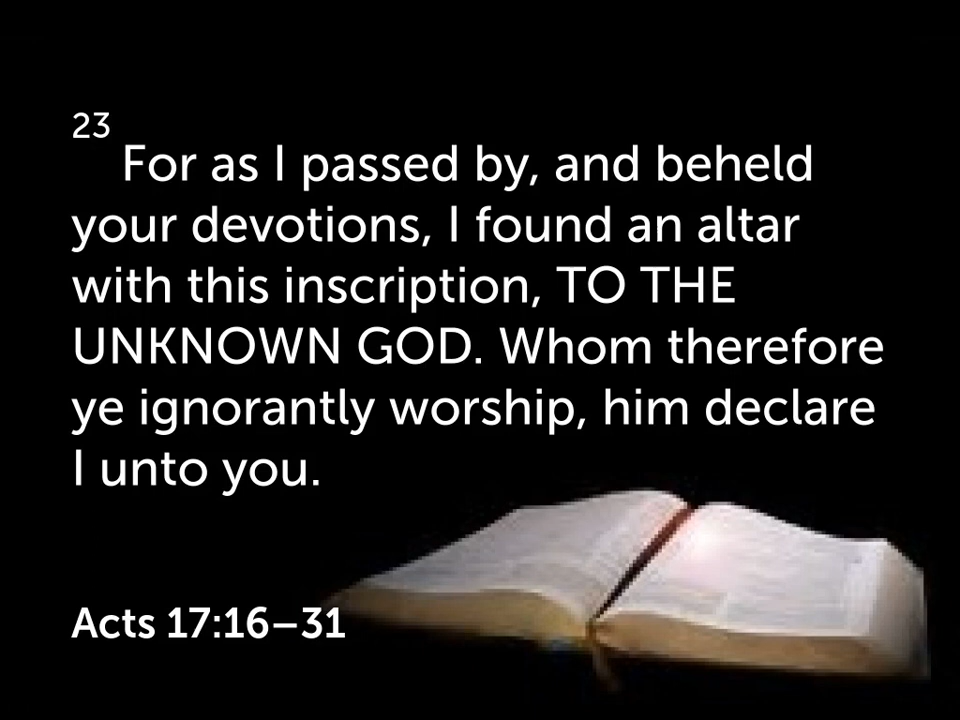 23
For as I passed by, and beheld
your devotions, I found an altar
with this inscription, TO THE
UNKNOWN GOD. Whom therefore
ye ignorantly worship, him declare
I unto you.
Acts 17:16–31